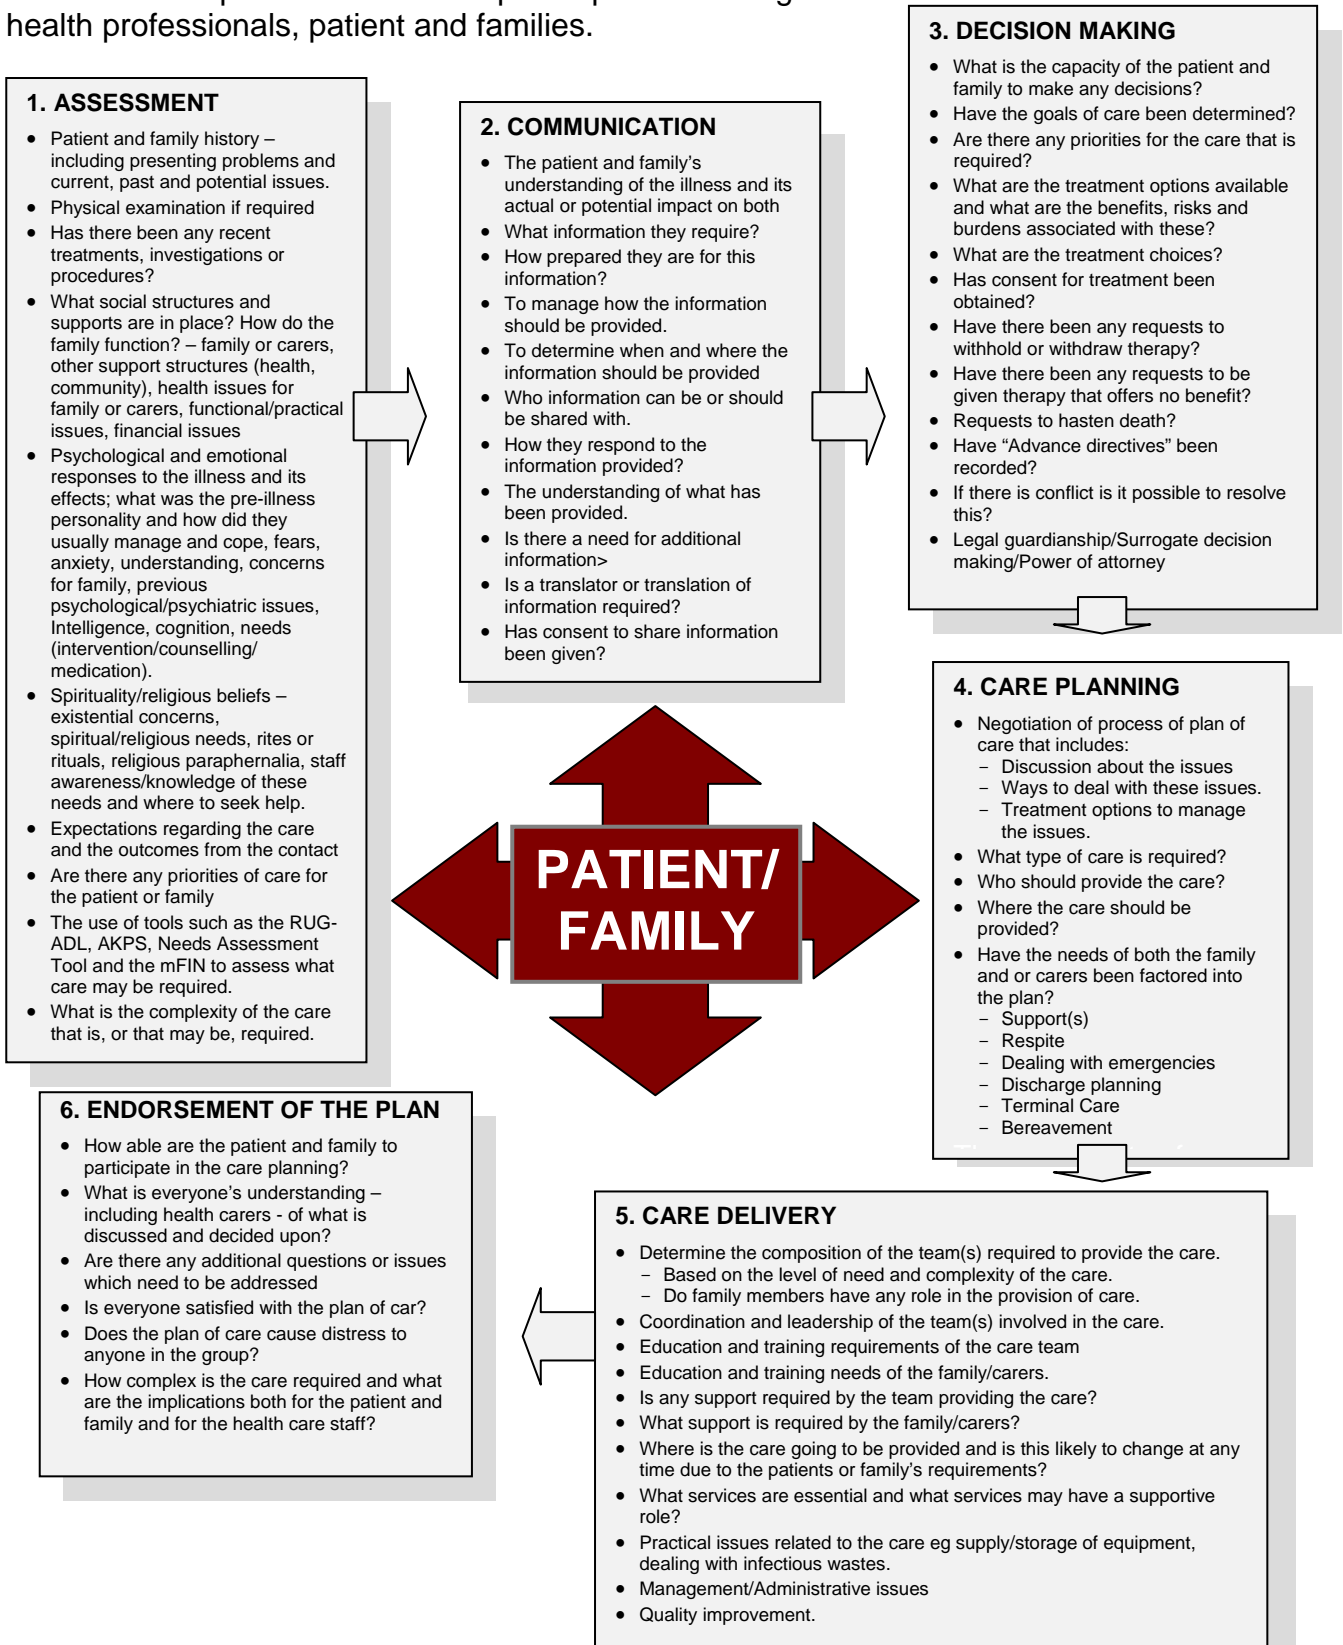 health professionals, patient and families.
1. ASSESSMENT
• Patient and family history –
including presenting problems and
current, past and potential issues.
• Physical examination if required
• Has there been any recent
treatments, investigations or
procedures?
• What social structures and
supports are in place? How do the
family function? – family or carers,
other support structures (health,
community), health issues for
family or carers, functional/practical
issues, financial issues
• Psychological and emotional
responses to the illness and its
effects; what was the pre-illness
personality and how did they
usually manage and cope, fears,
anxiety, understanding, concerns
for family, previous
psychological/psychiatric issues,
Intelligence, cognition, needs
(intervention/counselling/
medication).
• Spirituality/religious beliefs –
existential concerns,
spiritual/religious needs, rites or
rituals, religious paraphernalia, staff
awareness/knowledge of these
needs and where to seek help.
• Expectations regarding the care
and the outcomes from the contact
• Are there any priorities of care for
the patient or family
• The use of tools such as the RUG-
ADL, AKPS, Needs Assessment
Tool and the mFIN to assess what
care may be required.
• What is the complexity of the care
that is, or that may be, required.
2. COMMUNICATION
• The patient and family's
understanding of the illness and its
actual or potential impact on both
• What information they require?
• How prepared they are for this
information?
• To manage how the information
should be provided.
• To determine when and where the
information should be provided
• Who information can be or should
be shared with.
• How they respond to the
information provided?
• The understanding of what has
been provided.
• Is there a need for additional
information>
• Is a translator or translation of
information required?
• Has consent to share information
been given?
3. DECISION MAKING
• What is the capacity of the patient and
family to make any decisions?
• Have the goals of care been determined?
• Are there any priorities for the care that is
required?
• What are the treatment options available
and what are the benefits, risks and
burdens associated with these?
• What are the treatment choices?
• Has consent for treatment been
obtained?
• Have there been any requests to
withhold or withdraw therapy?
• Have there been any requests to be
given therapy that offers no benefit?
• Requests to hasten death?
• Have “Advance directives” been
recorded?
• If there is conflict is it possible to resolve
this?
• Legal guardianship/Surrogate decision
making/Power of attorney
4. CARE PLANNING
• Negotiation of process of plan of
care that includes:
- Discussion about the issues
- Ways to deal with these issues.
- Treatment options to manage
the issues.
• What type of care is required?
• Who should provide the care?
• Where the care should be
provided?
• Have the needs of both the family
and or carers been factored into
the plan?
- Support(s)
- Respite
- Dealing with emergencies
- Discharge planning
- Terminal Care
- Bereavement
PATIENT/
FAMILY
5. CARE DELIVERY
• Determine the composition of the team(s) required to provide the care.
- Based on the level of need and complexity of the care.
- Do family members have any role in the provision of care.
• Coordination and leadership of the team(s) involved in the care.
• Education and training requirements of the care team
• Education and training needs of the family/carers.
• Is any support required by the team providing the care?
• What support is required by the family/carers?
• Where is the care going to be provided and is this likely to change at any
time due to the patients or family's requirements?
• What services are essential and what services may have a supportive
role?
• Practical issues related to the care eg supply/storage of equipment,
dealing with infectious wastes.
• Management/Administrative issues
• Quality improvement.
6. ENDORSEMENT OF THE PLAN
• How able are the patient and family to
participate in the care planning?
• What is everyone's understanding –
including health carers - of what is
discussed and decided upon?
• Are there any additional questions or issues
which need to be addressed
• Is everyone satisfied with the plan of car?
• Does the plan of care cause distress to
anyone in the group?
• How complex is the care required and what
are the implications both for the patient and
family and for the health care staff?